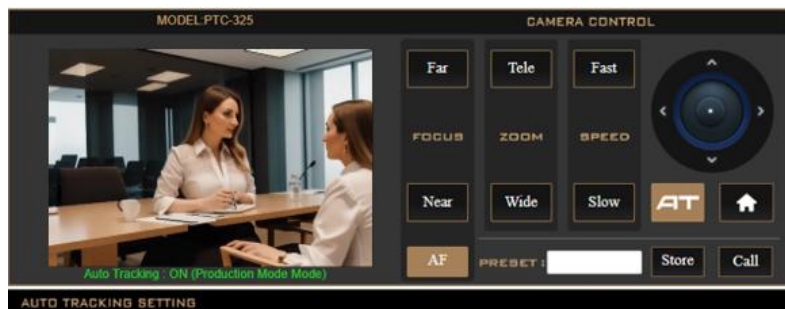 MODEL:PTC-325
CAMERA CONTROL
Far
Tele
Fast
FOCUS
ZOOM
SPEED
Near
Wide
Slow
AT
AF
PRESET :
Store
Call
Auto Tracking : ON (Production Mode Mode)
AUTO TRACKING SETTING